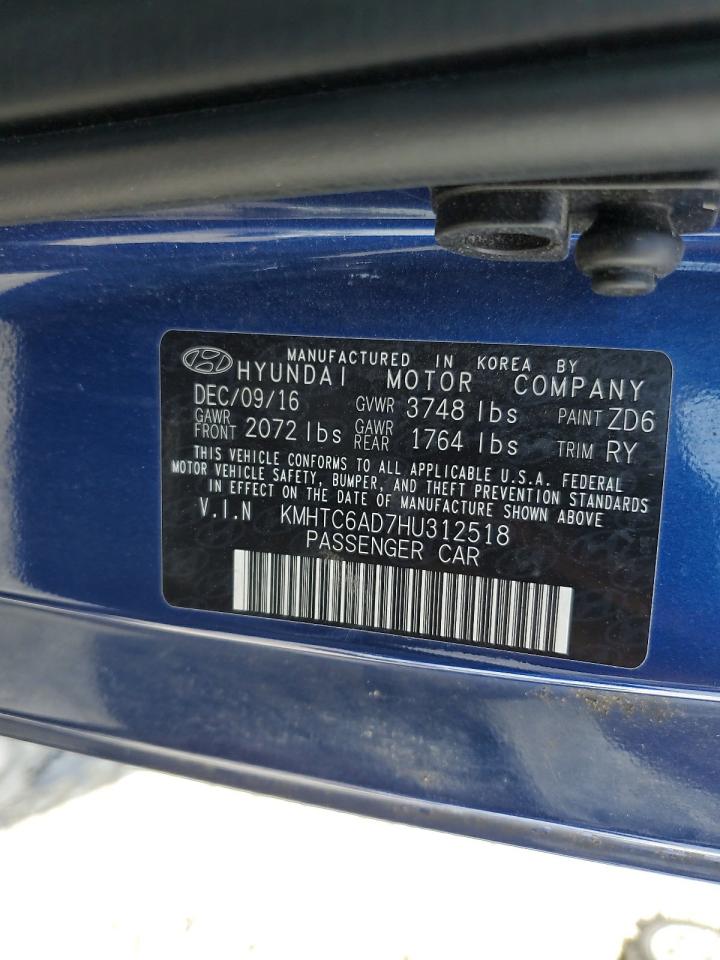 MANUFACTURED IN KOREA BY
HYUNDAI MOTOR COMPANY
DEC/09/16 GVWR 3748 lbs PAINT ZD6
GAWR FRONT 2072 lbs GAWR REAR 1764 lbs TRIM RY
THIS VEHICLE CONFORMS TO ALL APPLICABLE U.S.A. FEDERAL
MOTOR VEHICLE SAFETY, BUMPER, AND THEFT PREVENTION STANDARDS
IN EFFECT ON THE DATE OF MANUFACTURE SHOWN ABOVE
V.I.N KMHTC6AD7HU312518
PASSENGER CAR